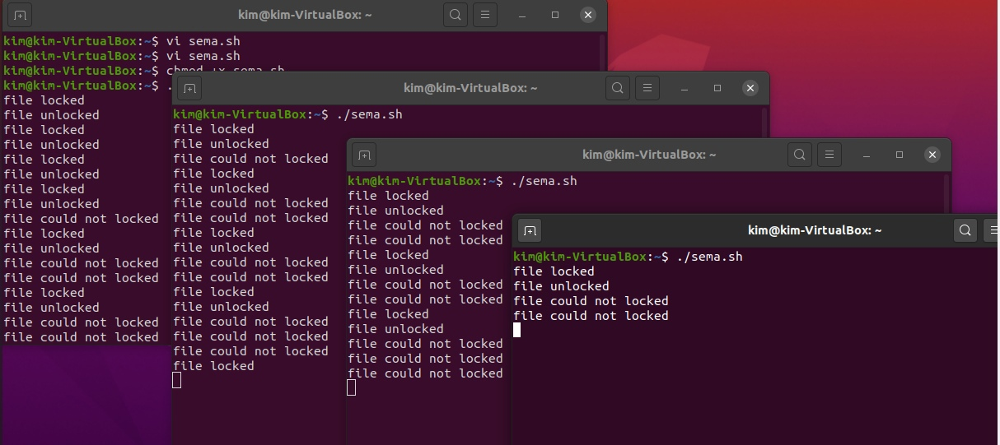 kim@kim-VirtualBox: ~
kim@kim-VirtualBox:~$ vi sema.sh
kim@kim-VirtualBox:~$ vi sema.sh
kim@kim-VirtualBox:~$ chmod +x sema.sh
kim@kim-VirtualBox:~$ .
file locked
file unlocked
file locked
file unlocked
file locked
file unlocked
file locked
file unlocked
file could not locked
file locked
file unlocked
file could not locked
file could not locked
file locked
file unlocked
file could not locked
file could not locked
kim@kim-VirtualBox: ~
kim@kim-VirtualBox:~$ ./sema.sh
file locked
file unlocked
file could not locked
file locked
file unlocked
file could not locked
file could not locked
file locked
file unlocked
file could not locked
file could not locked
file locked
file unlocked
file could not locked
file could not locked
file could not locked
file locked
kim@kim-VirtualBox: ~
kim@kim-VirtualBox:~$ ./sema.sh
file locked
file unlocked
file could not locked
file could not locked
file locked
file unlocked
file could not locked
file could not locked
file locked
file unlocked
file could not locked
file could not locked
file could not locked
kim@kim-VirtualBox: ~
kim@kim-VirtualBox:~$ ./sema.sh
file locked
file unlocked
file could not locked
file could not locked